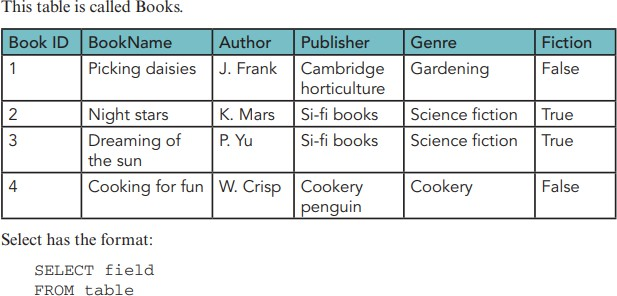 This table is called Books.
Book ID BookName Author Publisher Genre Fiction
1 Picking daisies J. Frank Cambridge horticulture Gardening False
2 Night stars K. Mars Si-fi books Science fiction True
3 Dreaming of the sun P. Yu Si-fi books Science fiction True
4 Cooking for fun W. Crisp Cookery penguin Cookery False
Select has the format:
SELECT field
FROM table